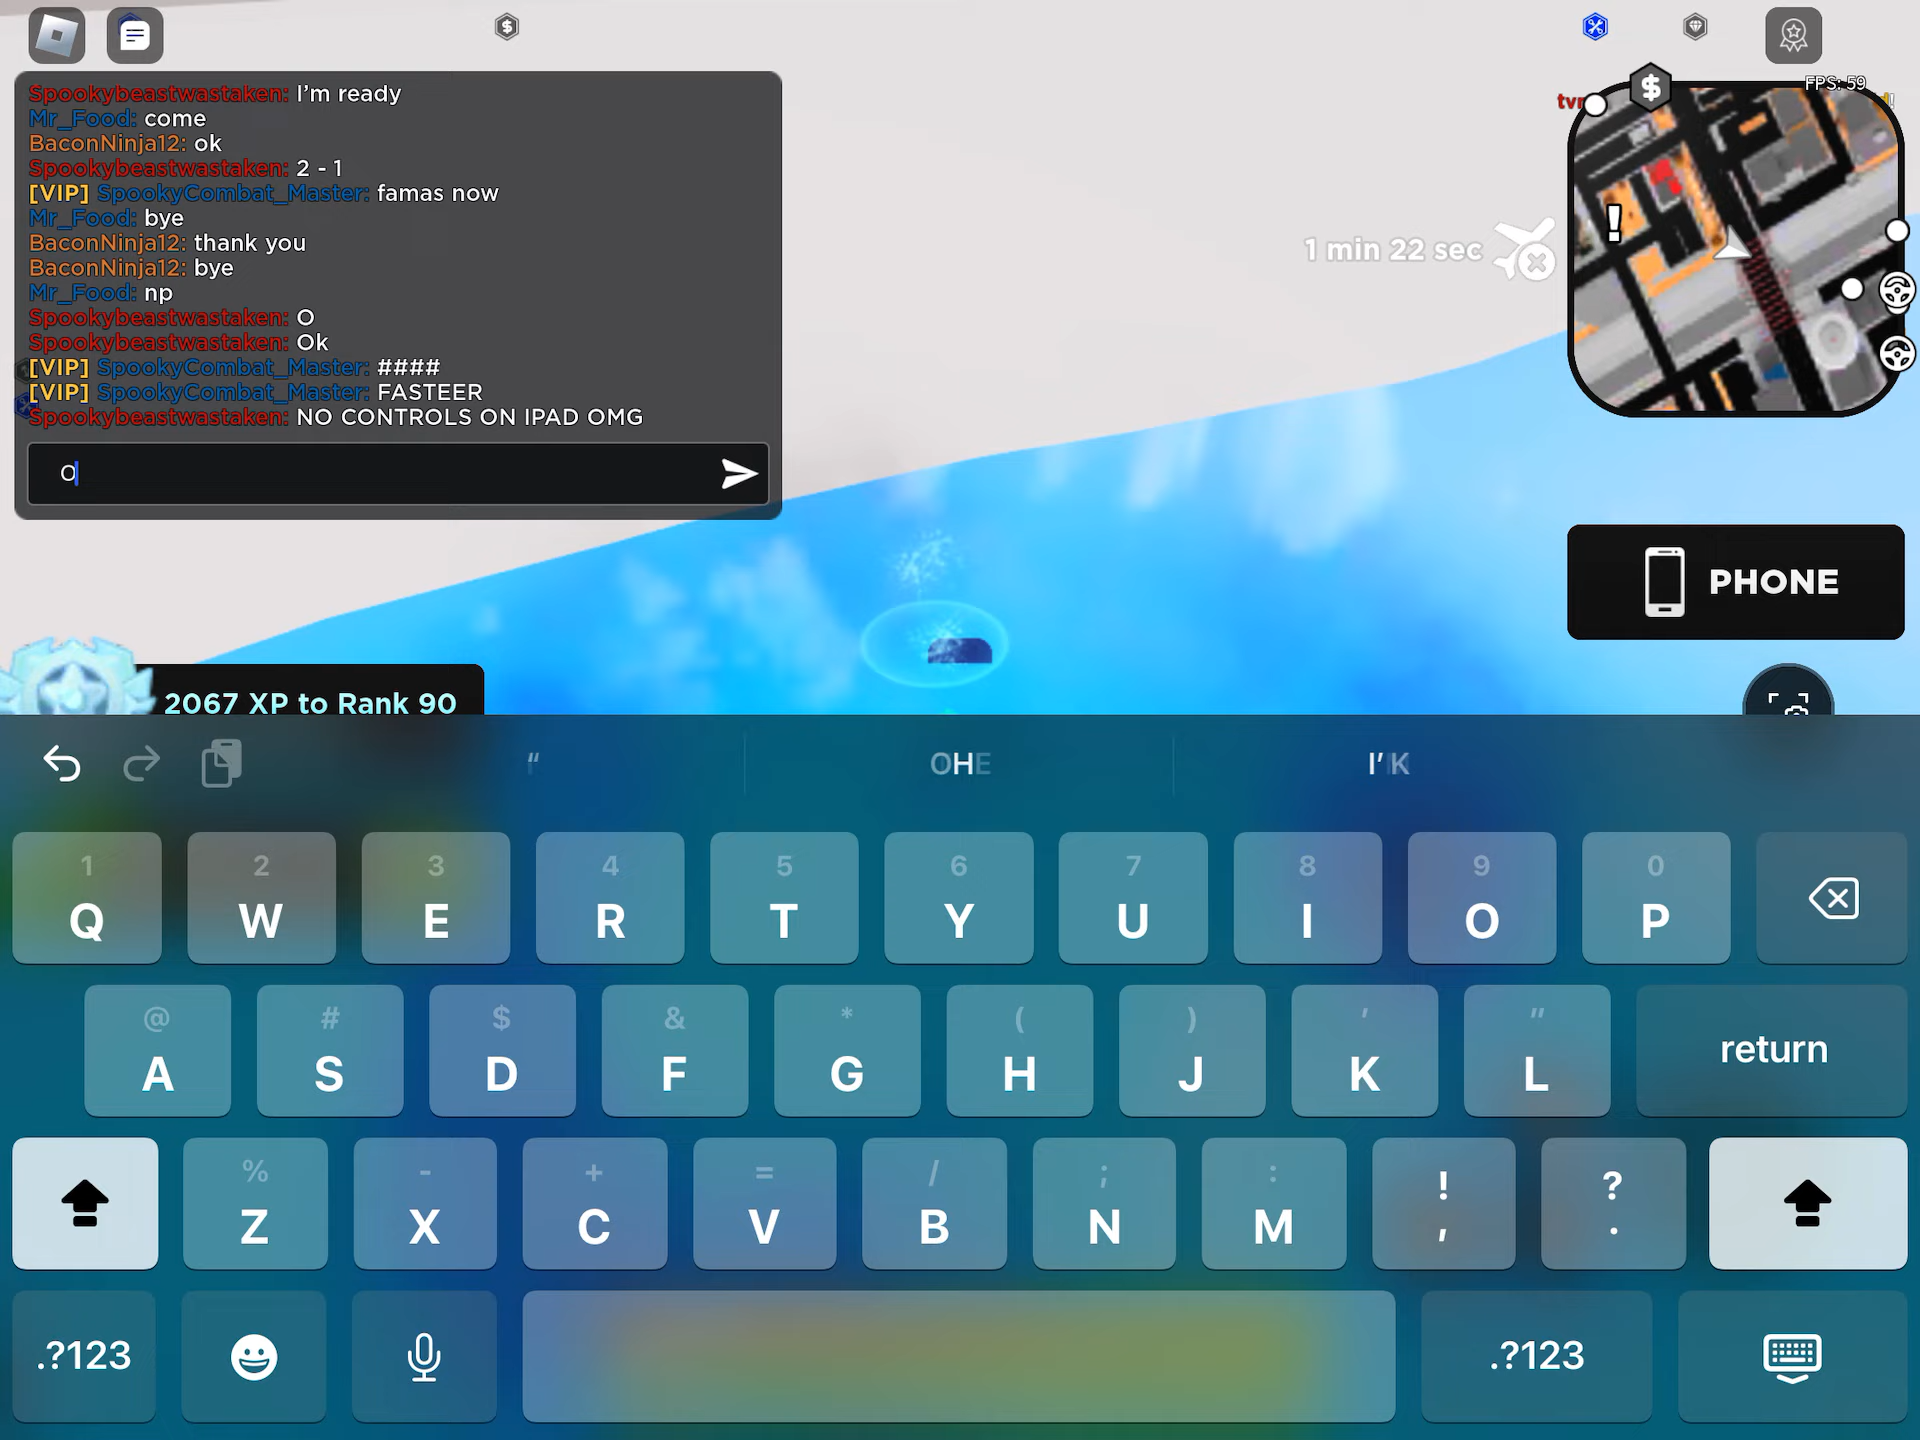 FPS: 59
Spookybeastwastaken: I'm ready
Mr_Food: come
BaconNinja12: ok
Spookybeastwastaken: 2 - 1
[VIP] SpookyCombat_Master: famas now
Mr_Food: bye
BaconNinja12: thank you
BaconNinja12: bye
Mr_Food: np
Spookybeastwastaken: O
Spookybeastwastaken: Ok
[VIP] SpookyCombat_Master: ####
[VIP] SpookyCombat_Master: FASTEER
Spookybeastwastaken: NO CONTROLS ON IPAD OMG
O
1 min 22 sec
PHONE
2067 XP to Rank 90
1 2 3 4 5 6 7 8 9 0
Q W E R T Y U I O P
@ # $ & * ( ) ' "
A S D F G H J K L return
% - + = / ; : ! ?
Z X C V B N M , .
.?123 .?123